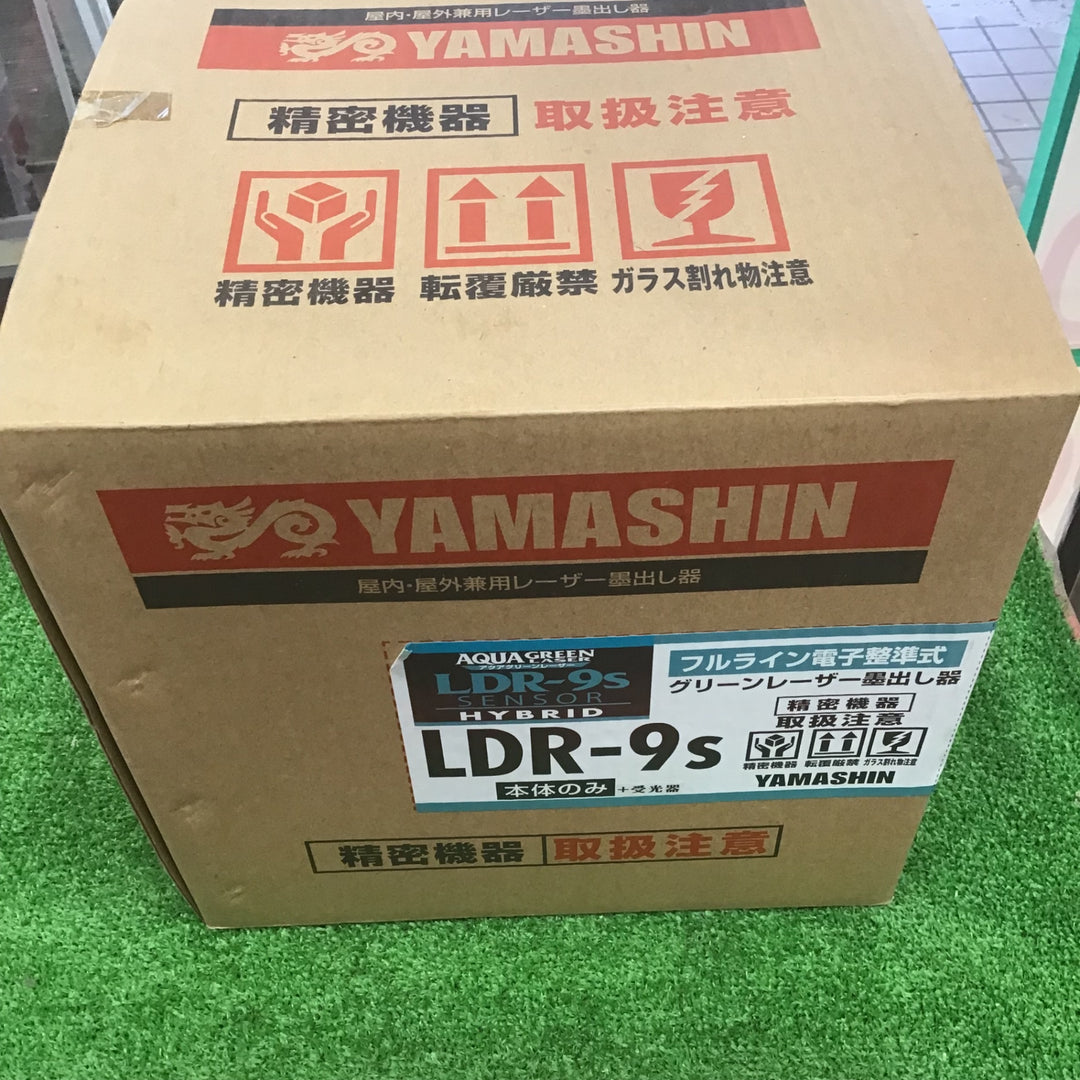 屋内・屋外兼用レーザー墨出し器
YAMASHIN
精密機器 取扱注意
精密機器 転覆厳禁 ガラス割れ物注意
YAMASHIN
屋内・屋外兼用レーザー墨出し器
AQUA GREEN
LASER
アクアグリーンレーザー
LDR-9s
SENSOR
HYBRID
LDR-9s
本体のみ +受光器
フルライン電子整準式
グリーンレーザー墨出し器
精密機器
取扱注意
精密機器 転覆厳禁 ガラス割れ物注意
YAMASHIN
精密機器 取扱注意